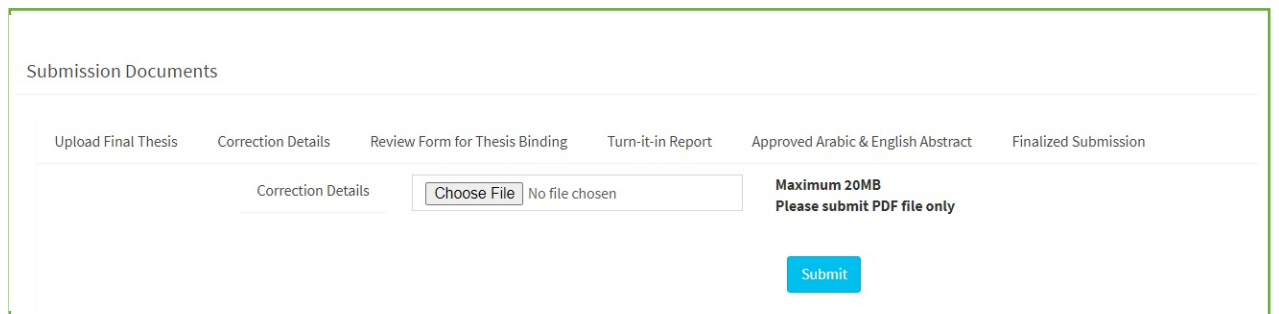 Submission Documents
Upload Final Thesis Correction Details Review Form for Thesis Binding Turn-it-in Report Approved Arabic & English Abstract Finalized Submission
Correction Details Choose File No file chosen Maximum 20MB
Please submit PDF file only
Submit